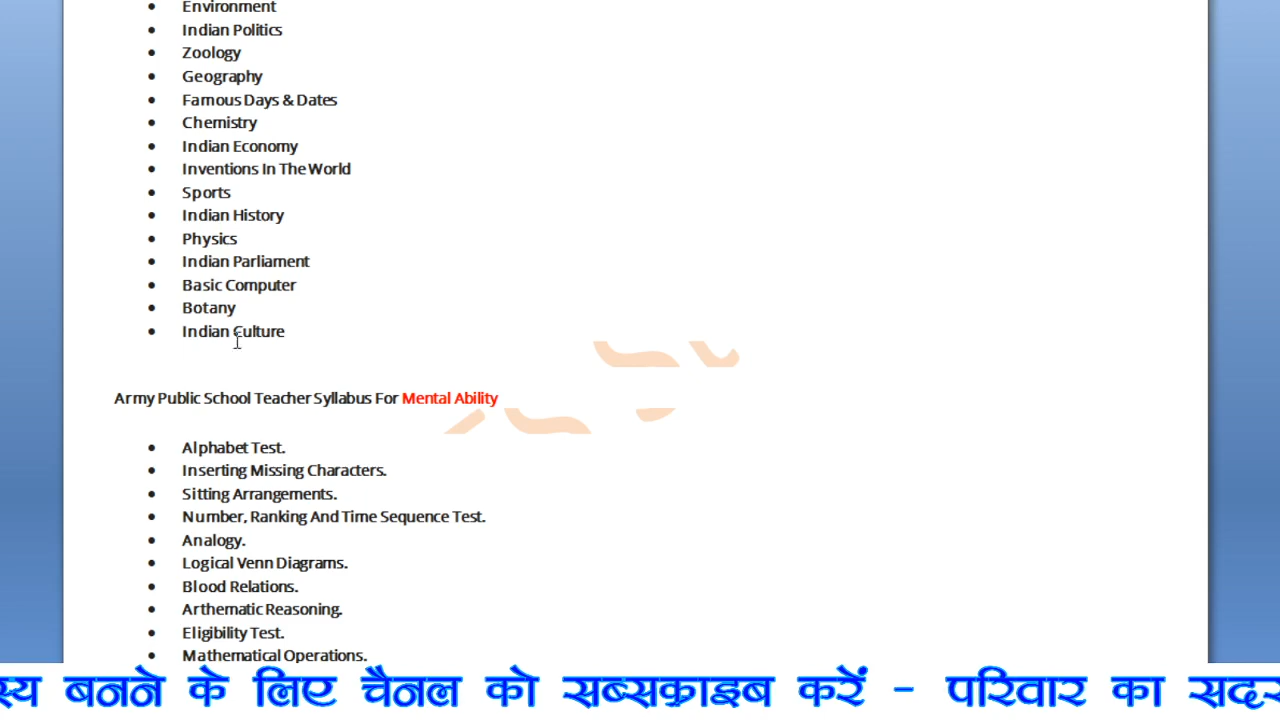 Environment
Indian Politics
Zoology
Geography
Famous Days & Dates
Chemistry
Indian Economy
Inventions In The World
Sports
Indian History
Physics
Indian Parliament
Basic Computer
Botany
Indian Culture
Army Public School Teacher Syllabus For Mental Ability
Alphabet Test.
Inserting Missing Characters.
Sitting Arrangements.
Number, Ranking And Time Sequence Test.
Analogy.
Logical Venn Diagrams.
Blood Relations.
Arthematic Reasoning.
Eligibility Test.
Mathematical Operations.
बनने के लिए चैनल को सब्सक्राइब करें - परिवार का